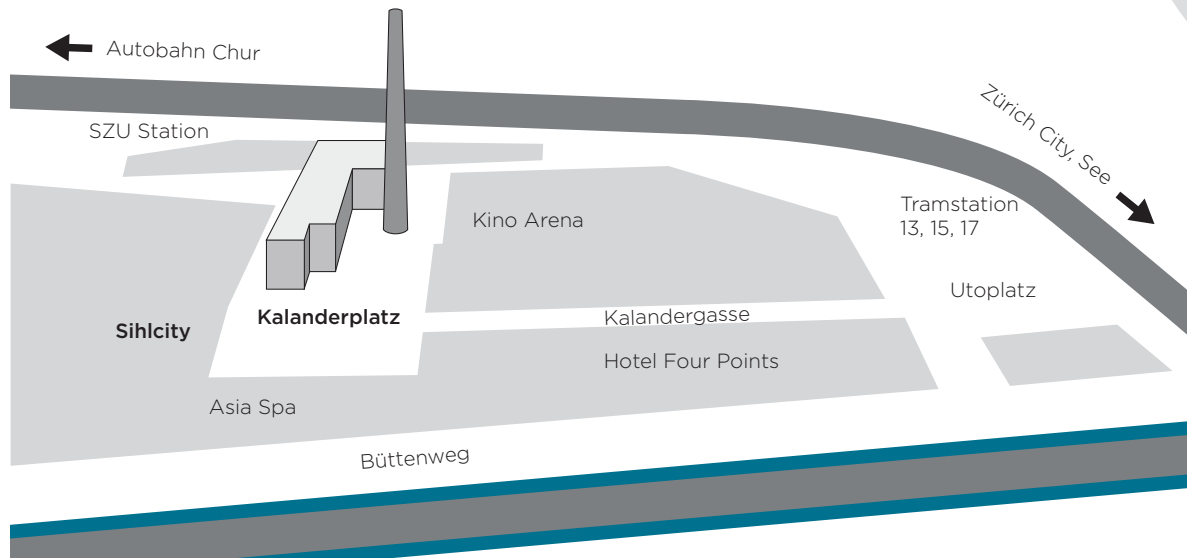 Autobahn Chur
SZU Station
Zürich City, See
Tramstation
13, 15, 17
Kino Arena
Utoplatz
Kalanderplatz
Kalandergasse
Sihlcity
Hotel Four Points
Asia Spa
Büttenweg